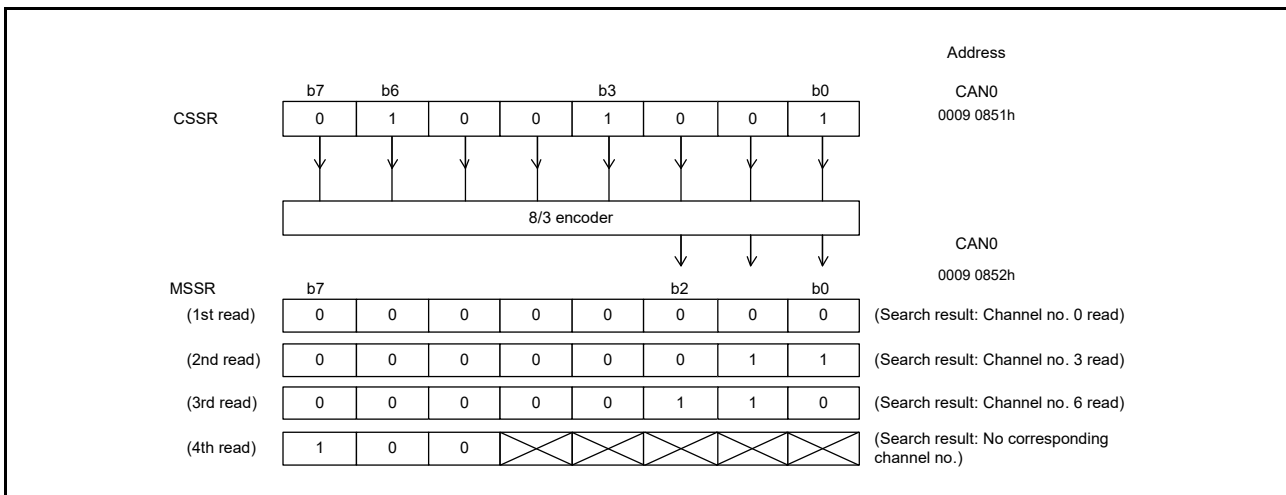 Address
b7 b6 b3 b0 CAN0
CSSR 0 1 0 0 1 0 0 1 0009 0851h
8/3 encoder
CAN0
0009 0852h
MSSR b7 b2 b0
(1st read) 0 0 0 0 0 0 0 0 (Search result: Channel no. 0 read)
(2nd read) 0 0 0 0 0 0 1 1 (Search result: Channel no. 3 read)
(3rd read) 0 0 0 0 0 1 1 0 (Search result: Channel no. 6 read)
(4th read) 1 0 0 (Search result: No corresponding
channel no.)